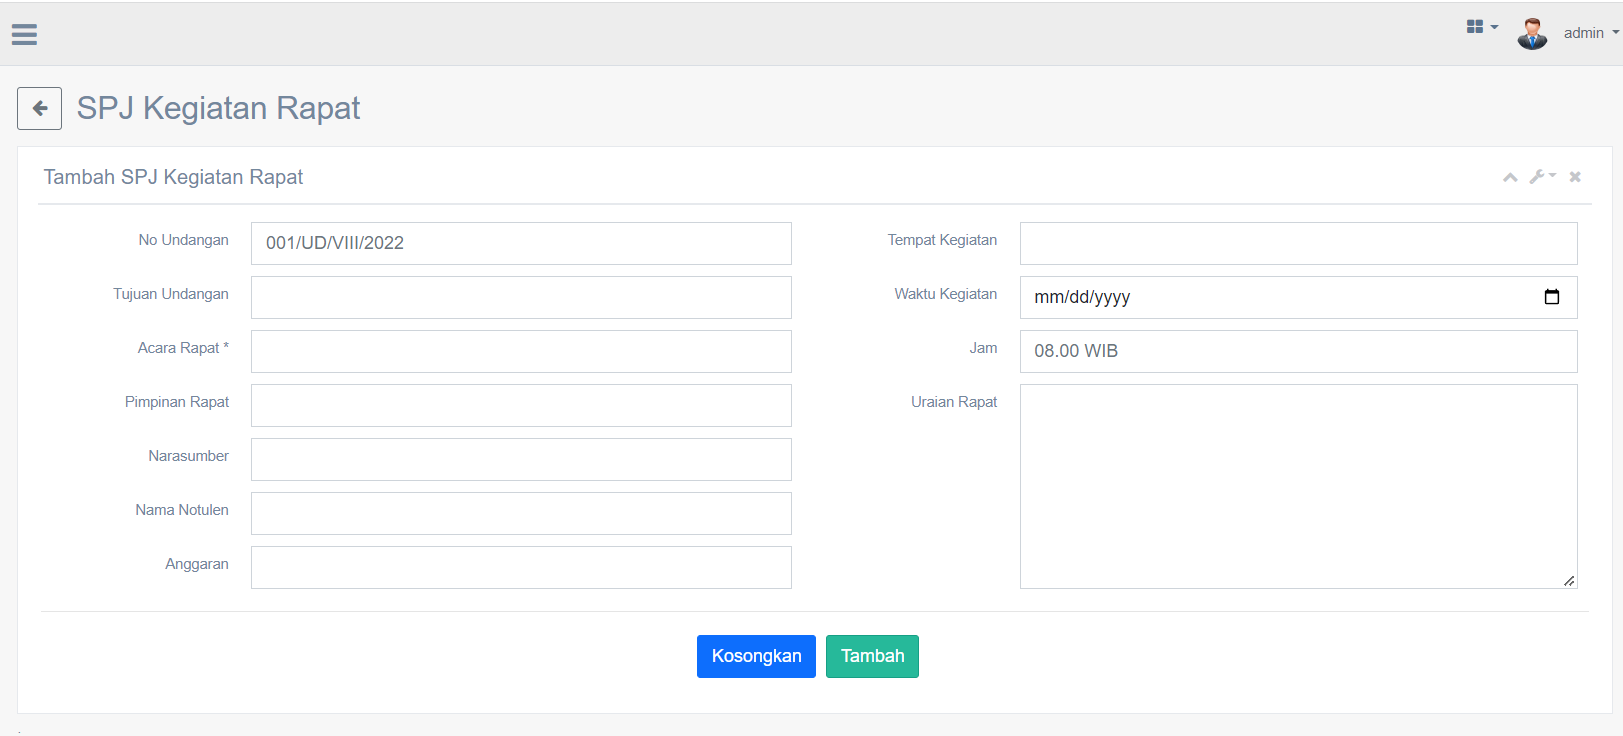 admin
SPJ Kegiatan Rapat
Tambah SPJ Kegiatan Rapat
No Undangan
001/UD/VIII/2022
Tujuan Undangan
Acara Rapat *
Pimpinan Rapat
Narasumber
Nama Notulen
Anggaran
Tempat Kegiatan
Waktu Kegiatan
mm/dd/yyyy
Jam
08.00 WIB
Uraian Rapat
Kosongkan
Tambah